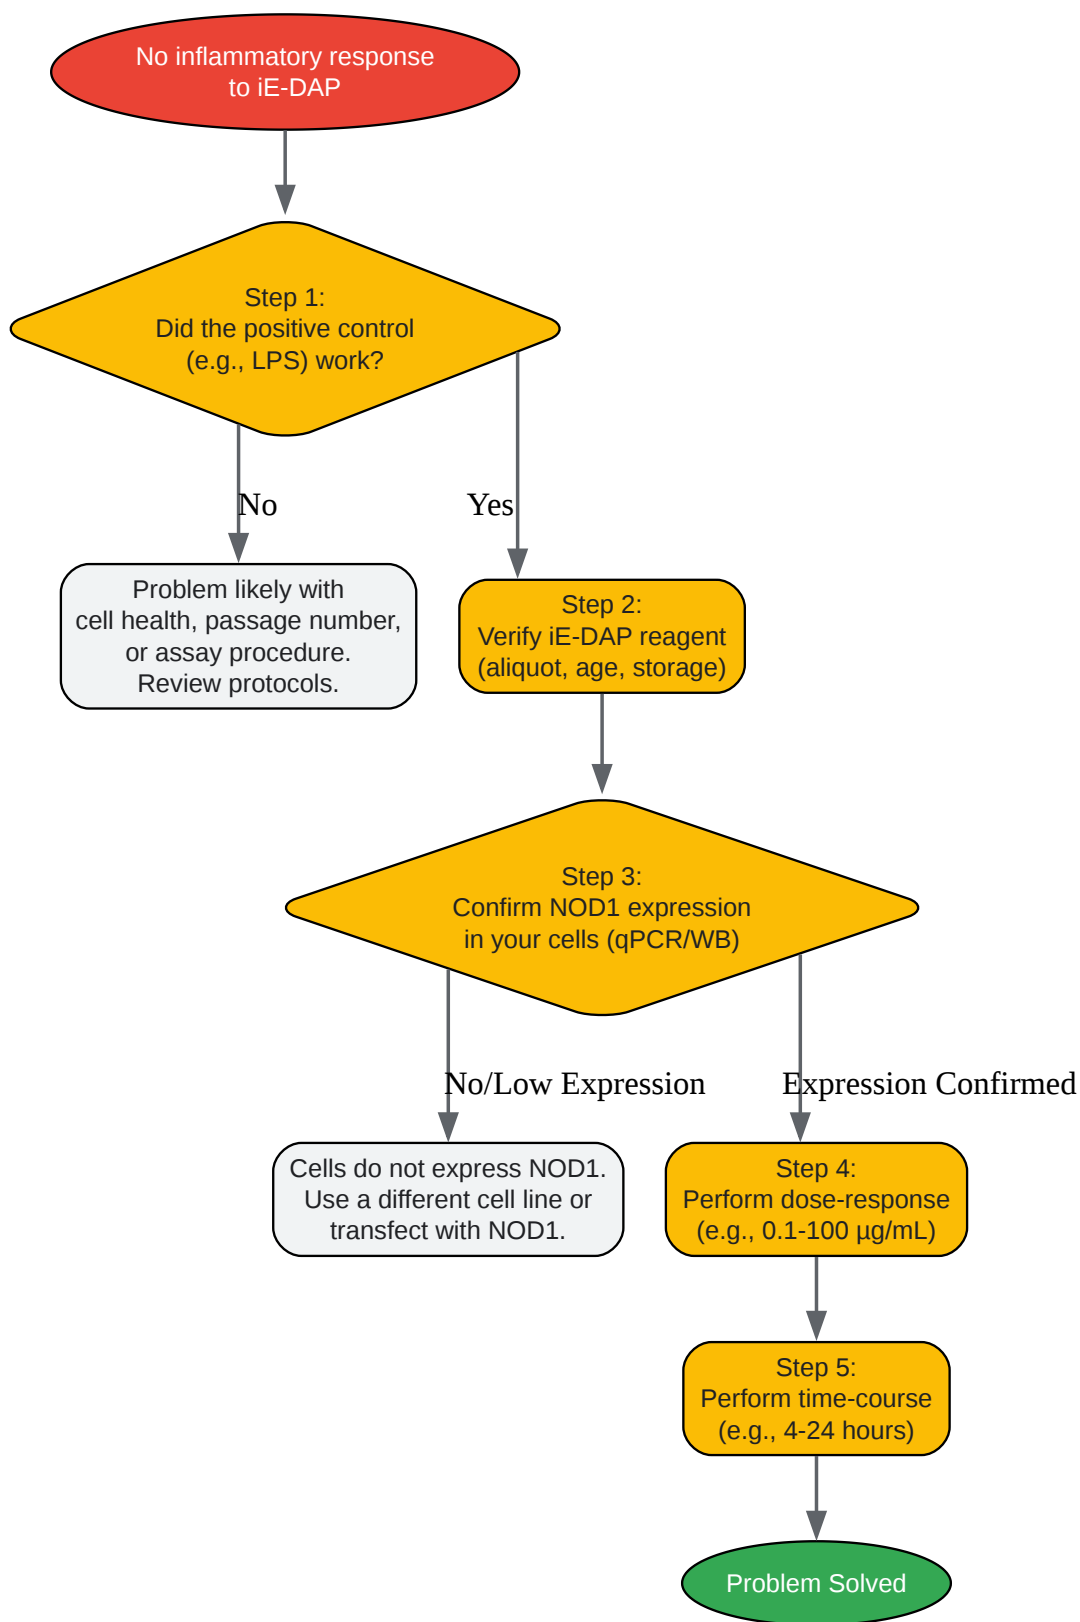 No inflammatory response
to iE-DAP
Step 1:
Did the positive control
(e.g., LPS) work?
No
Yes
Problem likely with
cell health, passage number,
or assay procedure.
Review protocols.
Step 2:
Verify iE-DAP reagent
(aliquot, age, storage)
Step 3:
Confirm NOD1 expression
in your cells (qPCR/WB)
No/Low Expression
Expression Confirmed
Cells do not express NOD1.
Use a different cell line or
transfect with NOD1.
Step 4:
Perform dose-response
(e.g., 0.1-100 µg/mL)
Step 5:
Perform time-course
(e.g., 4-24 hours)
Problem Solved